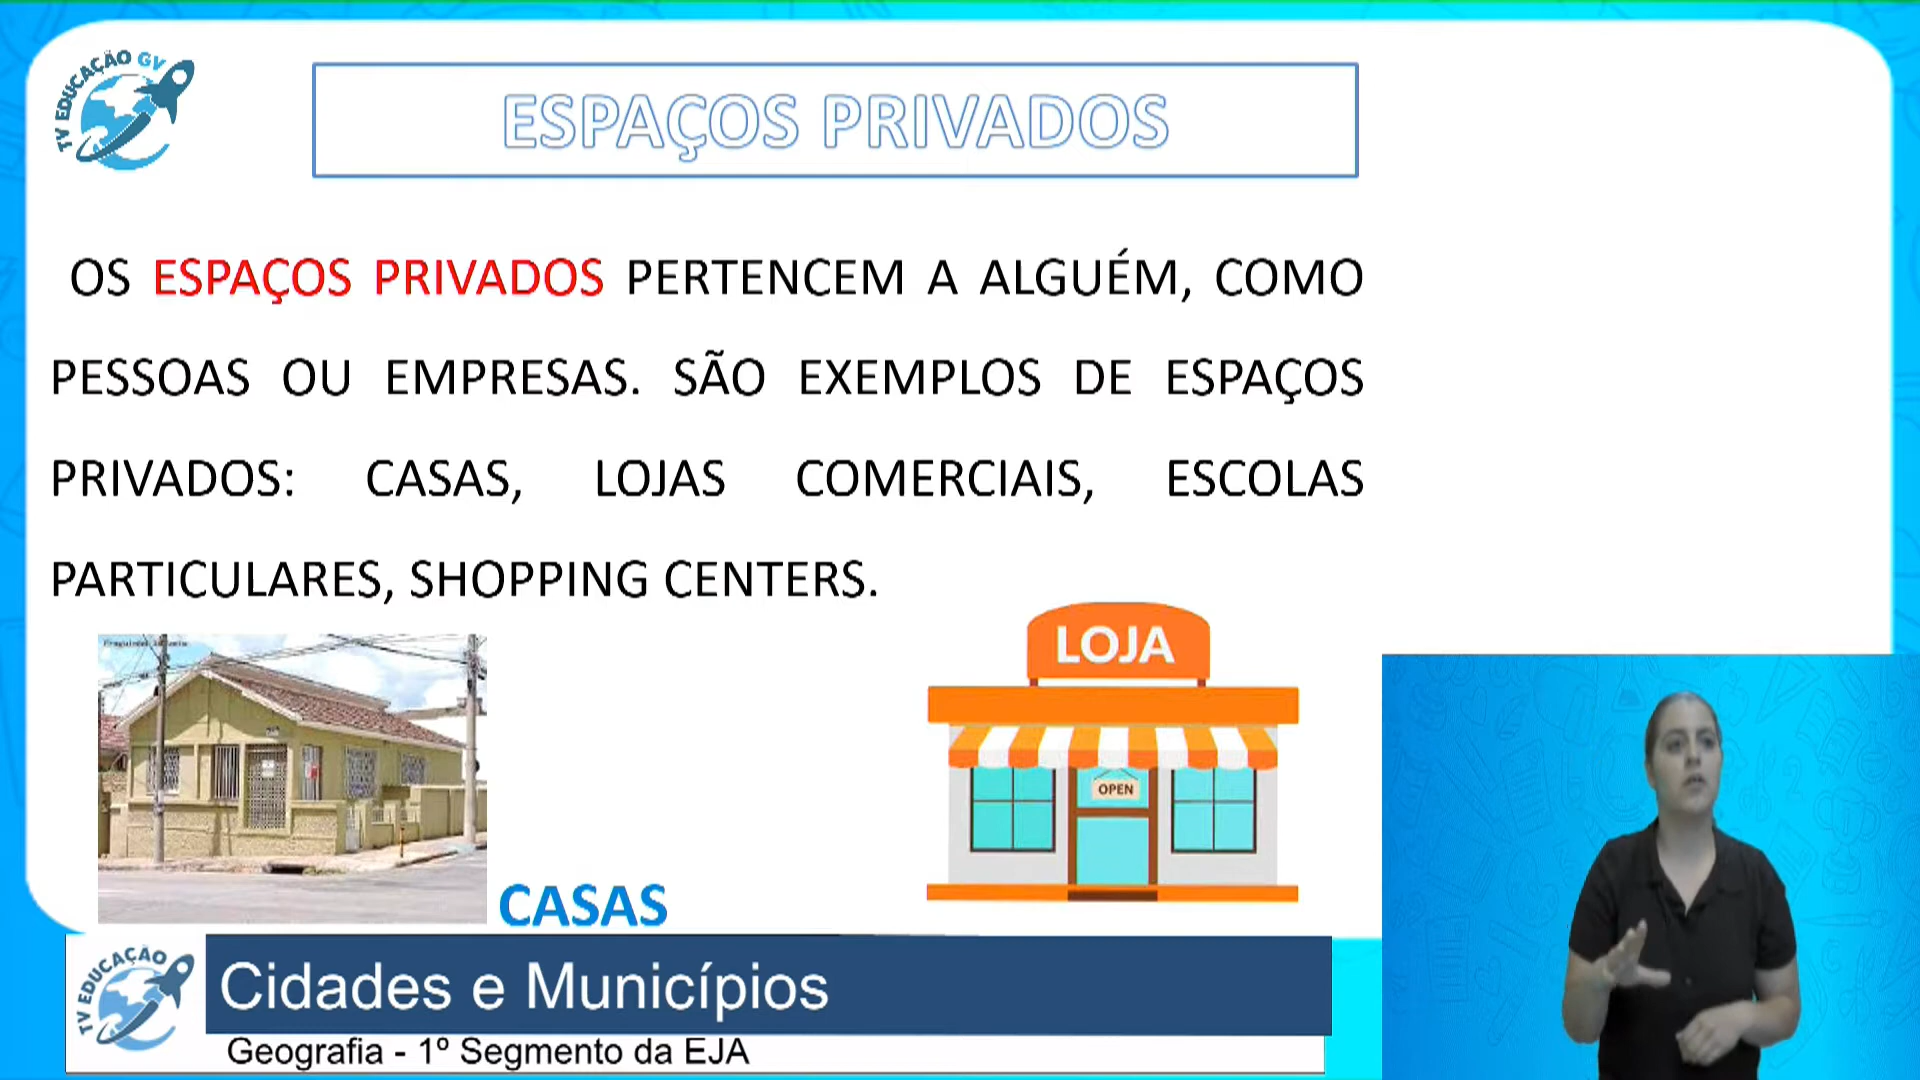 TV EDUCAÇÃO GV
ESPAÇOS PRIVADOS
OS ESPAÇOS PRIVADOS PERTENCEM A ALGUÉM, COMO
PESSOAS OU EMPRESAS. SÃO EXEMPLOS DE ESPAÇOS
PRIVADOS: CASAS, LOJAS COMERCIAIS, ESCOLAS
PARTICULARES, SHOPPING CENTERS.
LOJA
OPEN
CASAS
TV EDUCAÇÃO
Cidades e Municípios
Geografia - 1º Segmento da EJA